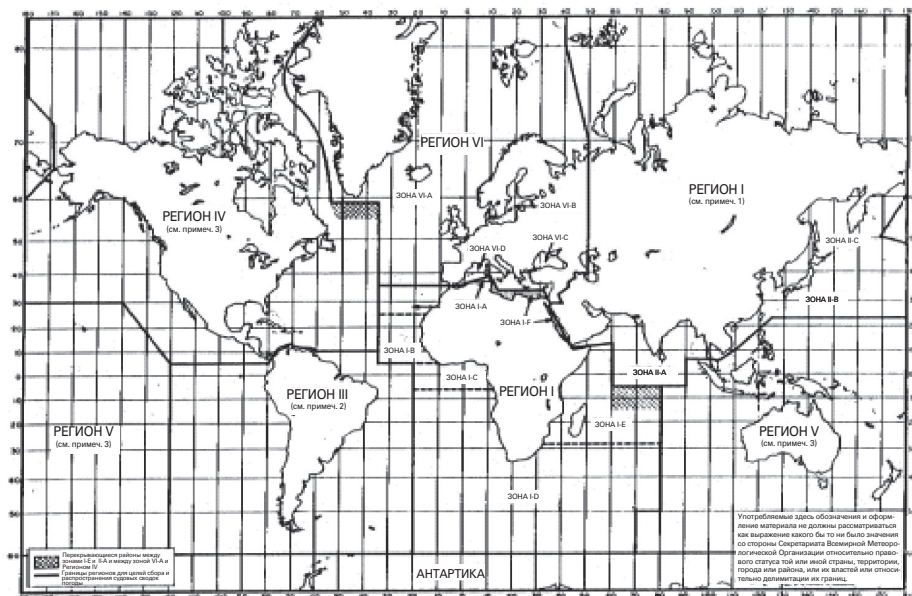 РЕГИОН VI
РЕГИОН I
(см. примеч. 1)
ЗОНА VI-A
ЗОНА VI-B
РЕГИОН IV
(см. примеч. 3)
ЗОНА VI-D
ЗОНА VI-C
ЗОНА II-C
ЗОНА II-B
ЗОНА I-A
ЗОНА I-F
ЗОНА I-B
ЗОНА I-C
ЗОНА II-A
РЕГИОН I
РЕГИОН III
(см. примеч. 2)
ЗОНА I-E
РЕГИОН V
(см. примеч. 3)
РЕГИОН V
(см. примеч. 3)
ЗОНА I-D
Употребляемые здесь обозначения и оформ-
ление материала не должны рассматриваться
как выражение какого бы то ни было значения
со стороны Секретариата Всемирной Метеоро-
логической Организации относительно право-
вого статуса той или иной страны, территории,
города или района, или их властей или относи-
тельно делимитации их границ.
Перекрывающиеся районы между
зонами I-E и II-A и между зоной VI-A и
Регионом IV
Границы регионов для целей сбора и
распространения судовых сводок
погоды
АНТАРТИКА